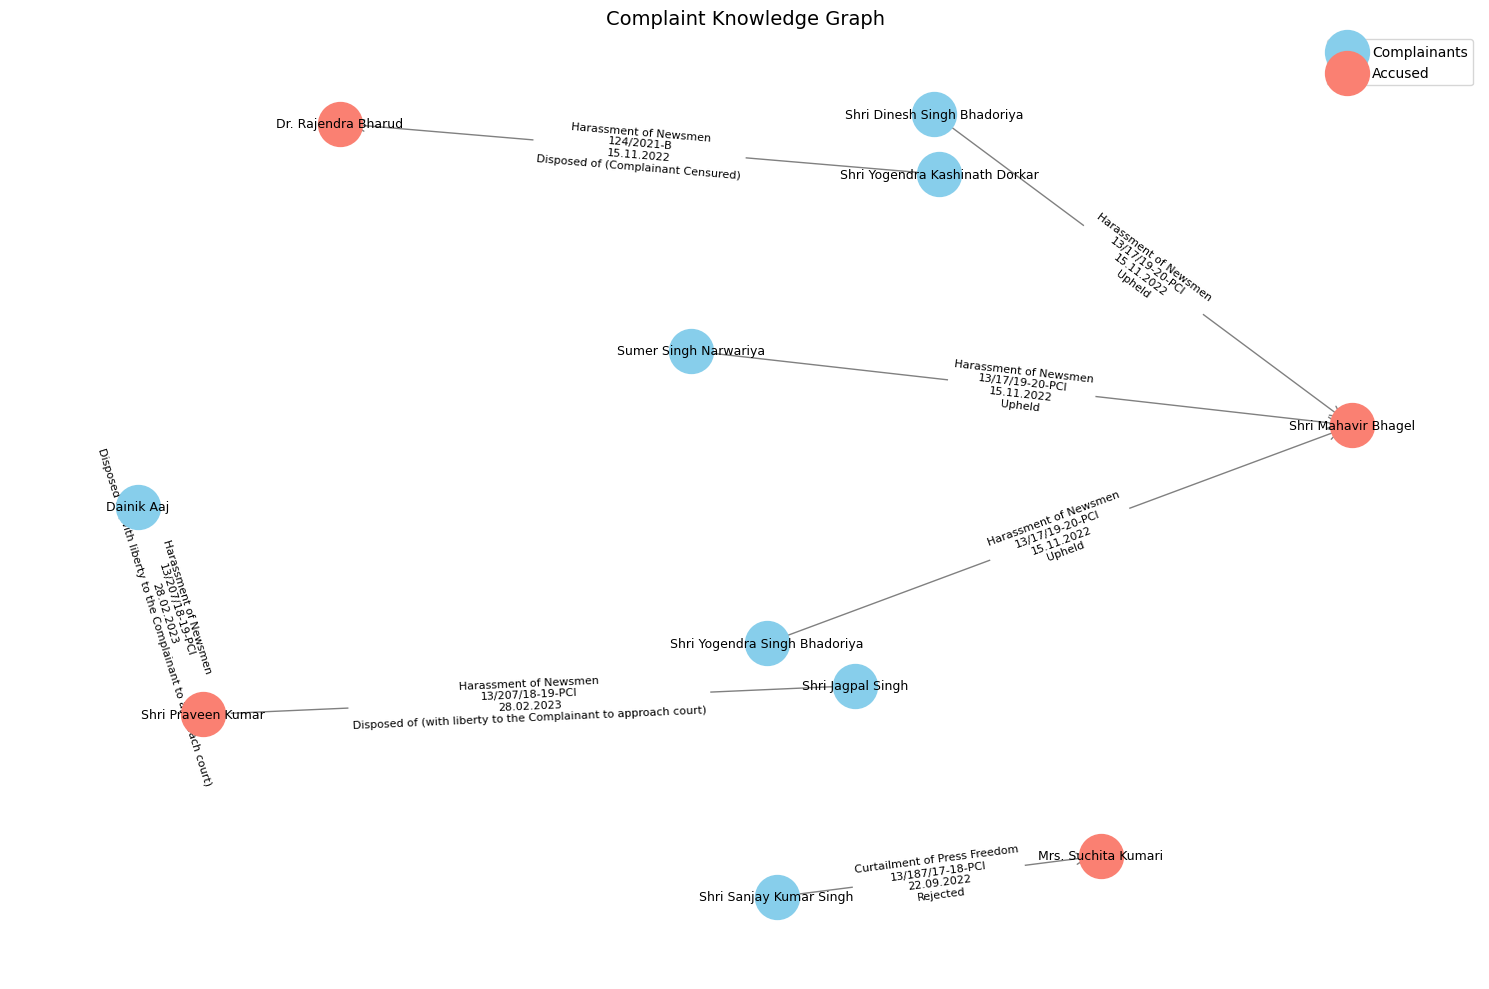 Complaint Knowledge Graph
Complainants
Accused
Dr. Rajendra Bharud
Harassment of Newsmen
124/2021-B
15.11.2022
Disposed of (Complainant Censured)
Shri Dinesh Singh Bhadoriya
Shri Yogendra Kashinath Dorkar
Harassment of Newsmen
13/17/19-20-PCI
15.11.2022
Upheld
Sumer Singh Narwariya
Harassment of Newsmen
13/17/19-20-PCI
15.11.2022
Upheld
Shri Mahavir Bhagel
Dainik Aaj
Harassment of Newsmen
13/207/18-19-PCI
28.02.2023
Disposed with liberty to the Complainant to ach court)
Harassment of Newsmen
13/17/19-20-PCI
15.11.2022
Upheld
Shri Yogendra Singh Bhadoriya
Shri Jagpal Singh
Harassment of Newsmen
13/207/18-19-PCI
28.02.2023
Disposed of (with liberty to the Complainant to approach court)
Shri Praveen Kumar
Curtailment of Press Freedom
13/187/17-18-PCI
22.09.2022
Rejected
Mrs. Suchita Kumari
Shri Sanjay Kumar Singh